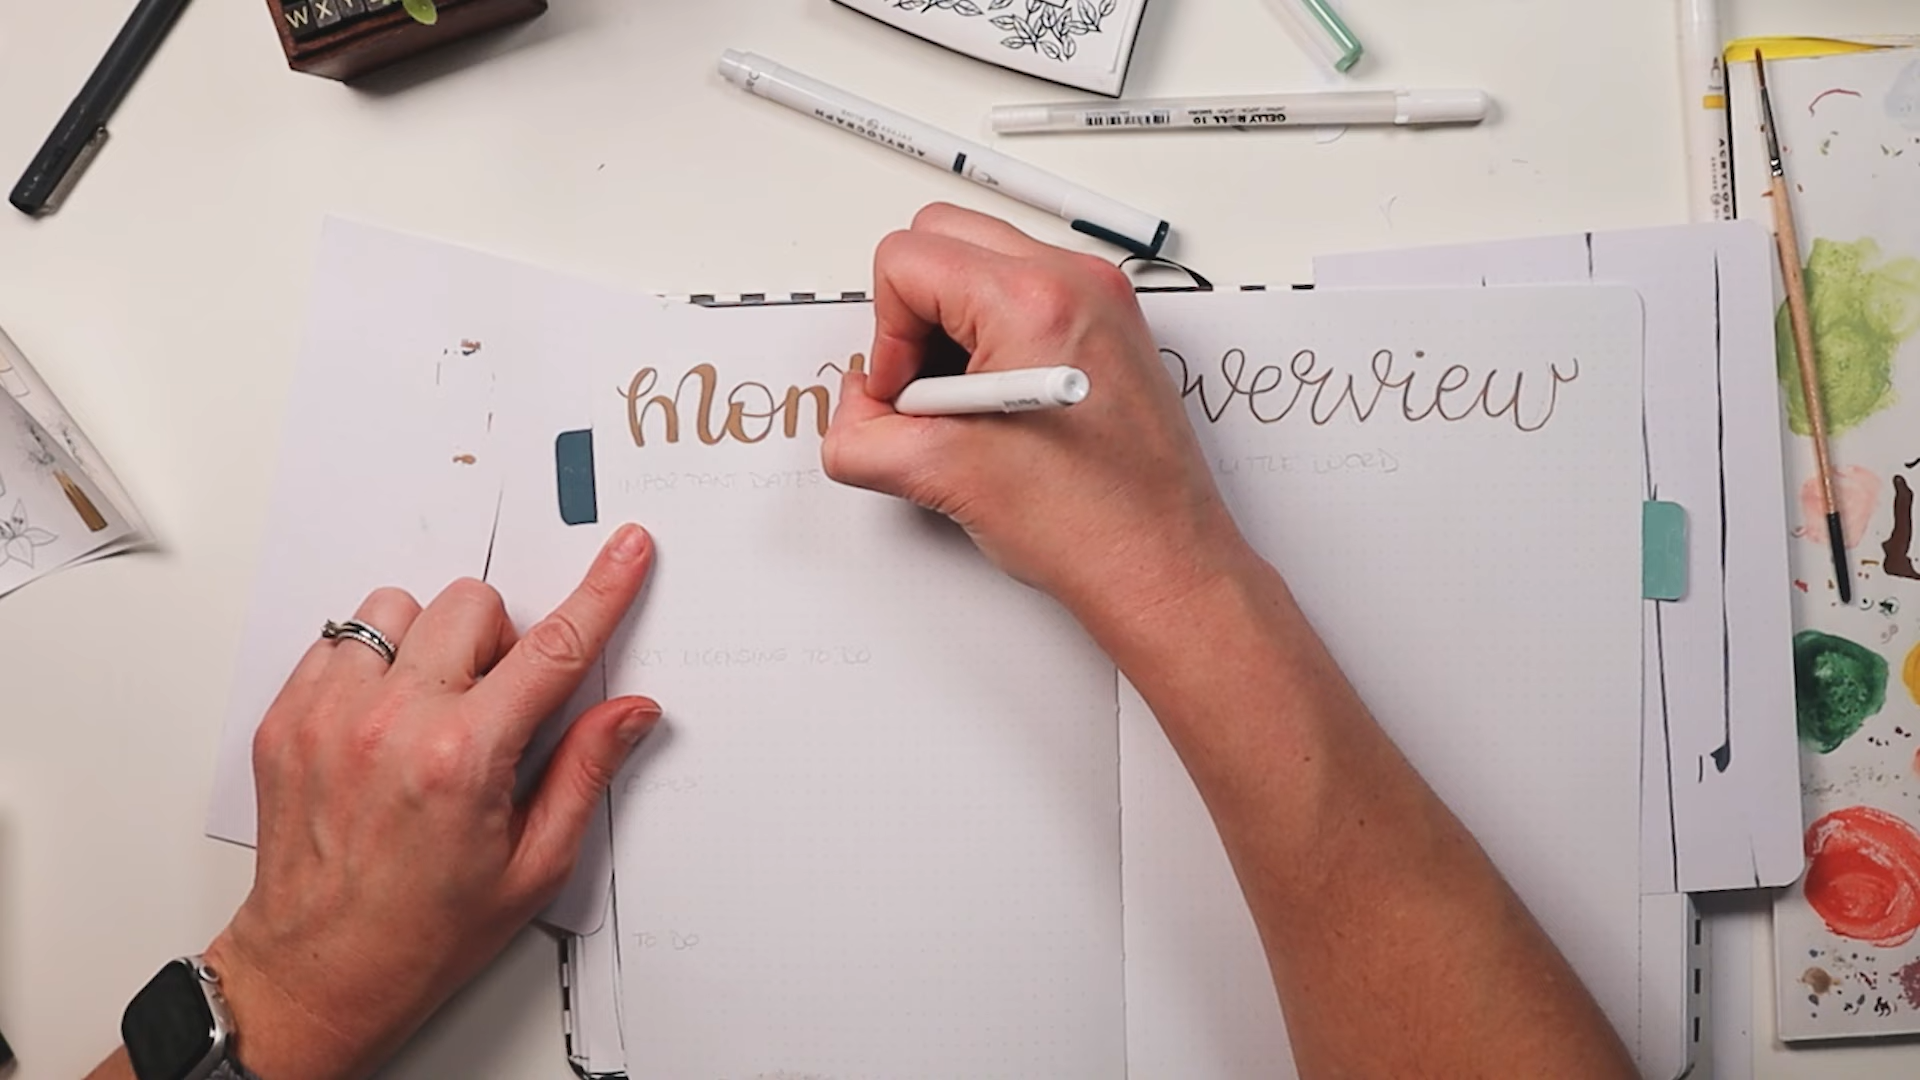 W X
ACRYLOGRAPH
GELLY ROLL 10
Mont
overview
IMPORTANT DATES
LITTLE WORD
ART LICENSING TO DO
GOALS
TO DO